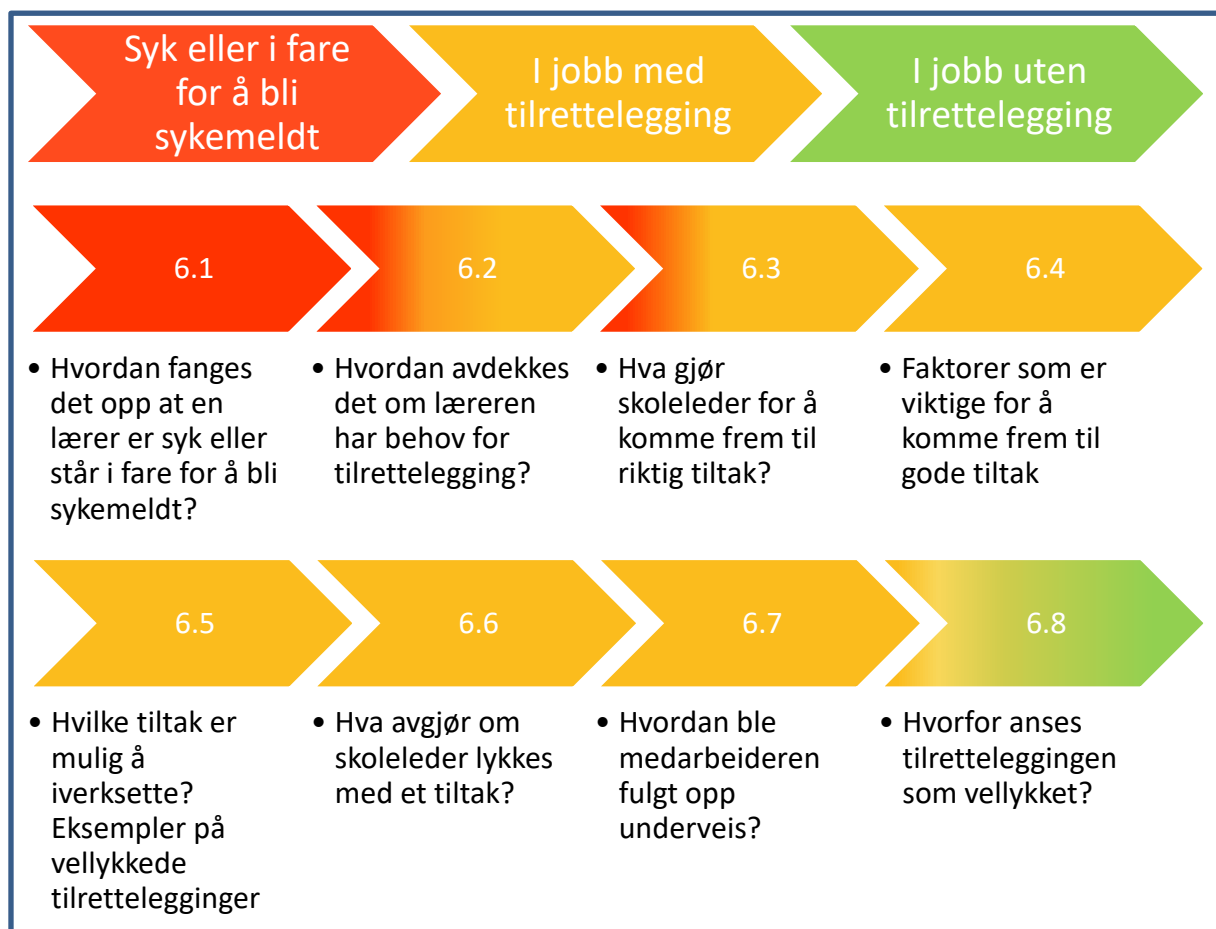 Syk eller i fare
for å bli
sykemeldt
I jobb med
tilrettelegging
I jobb uten
tilrettelegging
6.1
6.2
6.3
6.4
• Hvordan fanges
det opp at en
lærer er syk eller
står i fare for å bli
sykemeldt?
• Hvordan avdekkes
det om læreren
har behov for
tilrettelegging?
• Hva gjør
skoleleder for å
komme frem til
riktig tiltak?
• Faktorer som er
viktige for å
komme frem til
gode tiltak
6.5
6.6
6.7
6.8
• Hvilke tiltak er
mulig å
iverksette?
Eksempler på
vellykkede
tilrettelegginger
• Hva avgjør om
skoleleder lykkes
med et tiltak?
• Hvordan ble
medarbeideren
fulgt opp
underveis?
• Hvorfor anses
tilretteleggingen
som vellykket?